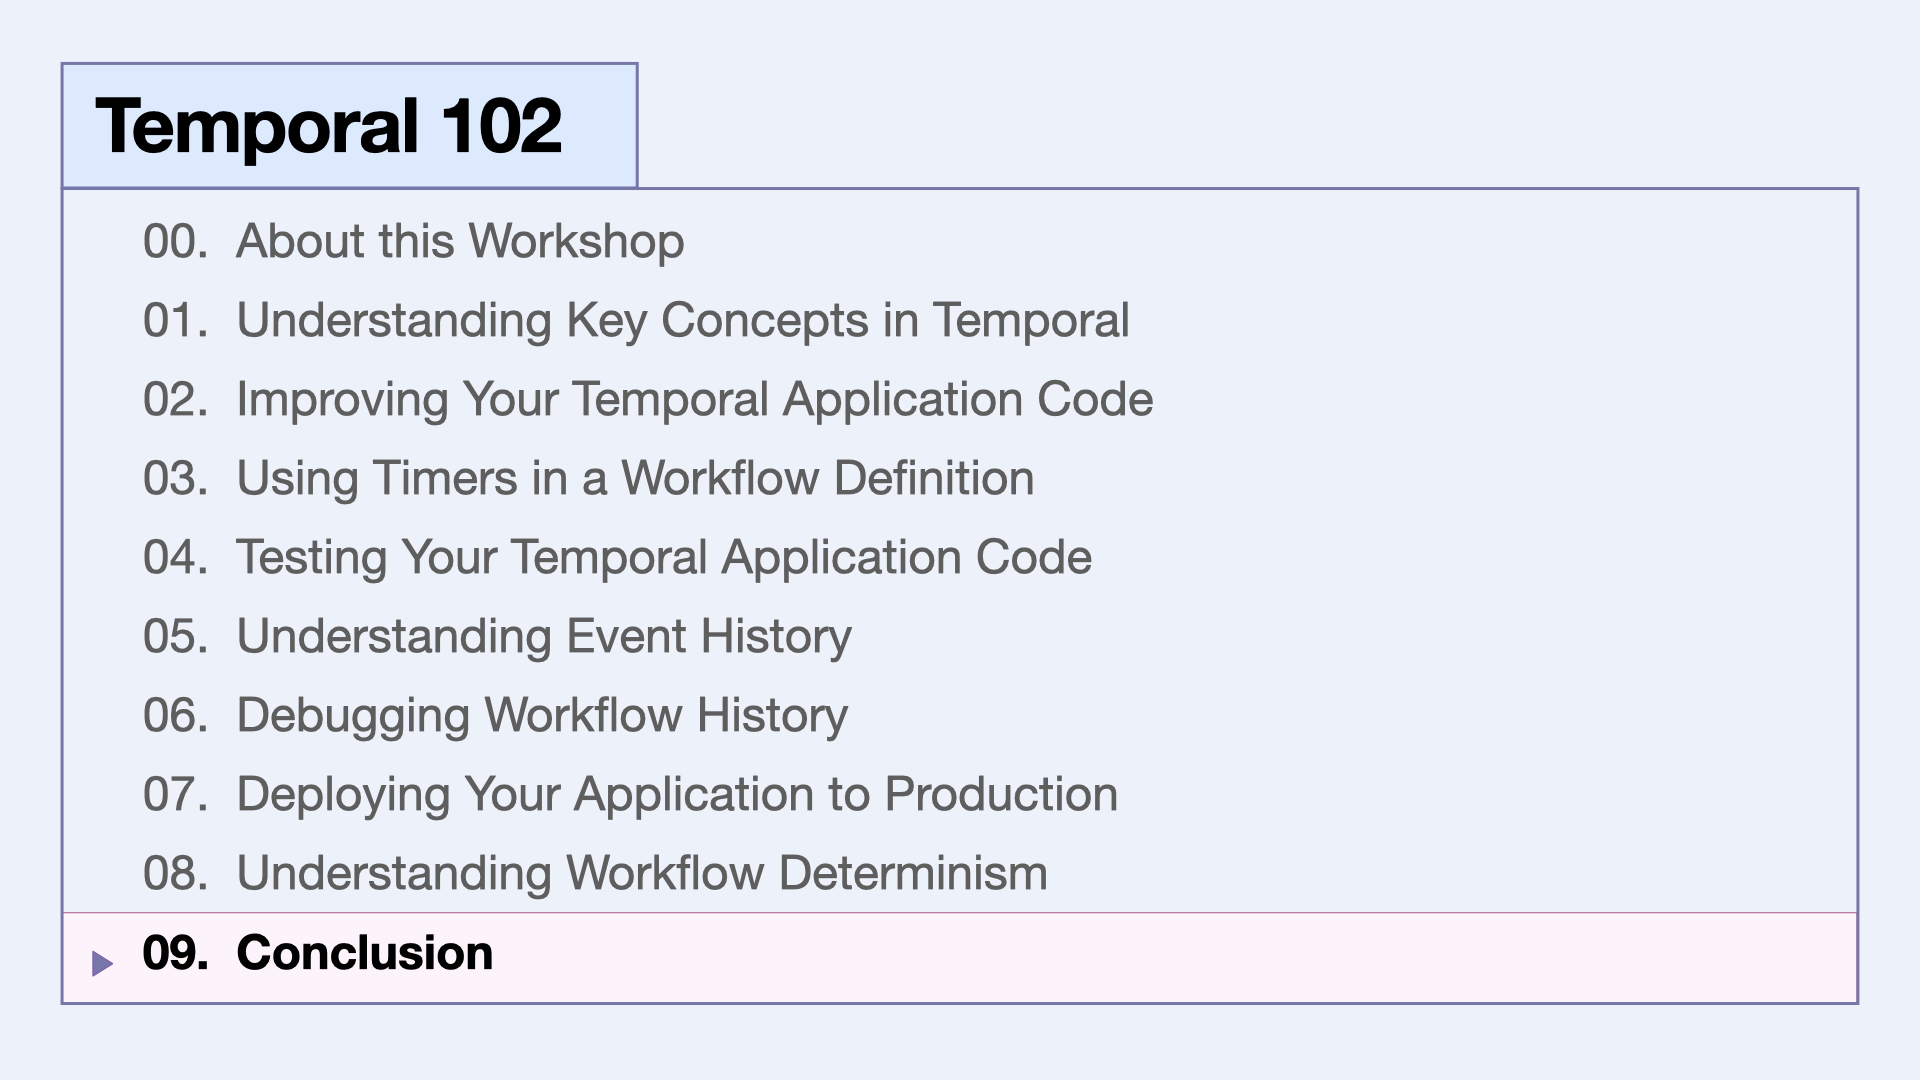 Temporal 102
00. About this Workshop
01. Understanding Key Concepts in Temporal
02. Improving Your Temporal Application Code
03. Using Timers in a Workflow Definition
04. Testing Your Temporal Application Code
05. Understanding Event History
06. Debugging Workflow History
07. Deploying Your Application to Production
08. Understanding Workflow Determinism
09. Conclusion